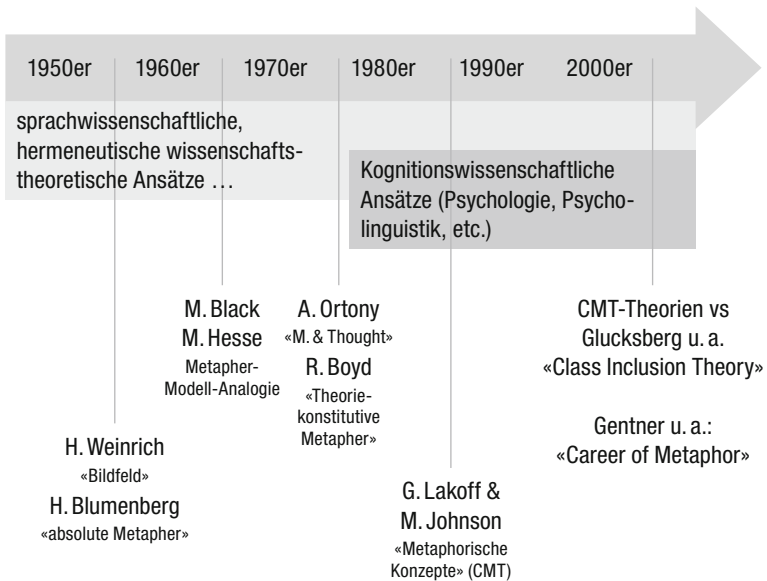 1950er 1960er 1970er 1980er 1990er 2000er
sprachwissenschaftliche,
hermeneutische wissenschafts-
theoretische Ansätze …
Kognitionswissenschaftliche
Ansätze (Psychologie, Psycho-
linguistik, etc.)
M. Black
M. Hesse
Metapher-
Modell-Analogie
A. Ortony
«M. & Thought»
R. Boyd
«Theorie-
konstitutive
Metapher»
CMT-Theorien vs
Glucksberg u. a.
«Class Inclusion Theory»
Gentner u. a.:
«Career of Metaphor»
H. Weinrich
«Bildfeld»
H. Blumenberg
«absolute Metapher»
G. Lakoff &
M. Johnson
«Metaphorische
Konzepte» (CMT)